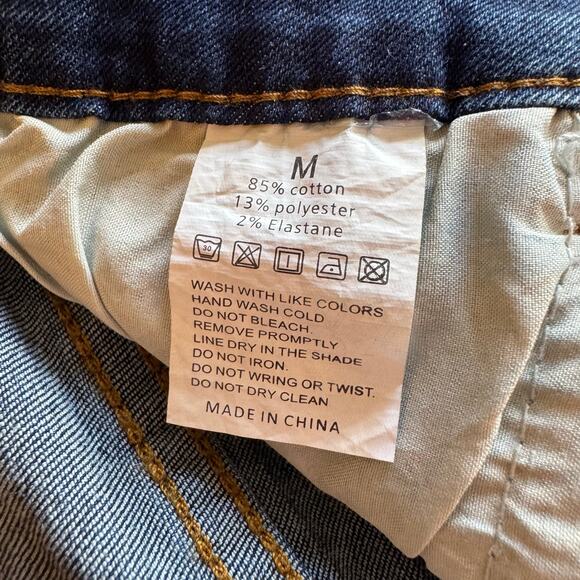 M
85% cotton
13% polyester
2% Elastane
30
WASH WITH LIKE COLORS
HAND WASH COLD
DO NOT BLEACH.
REMOVE PROMPTLY
LINE DRY IN THE SHADE
DO NOT IRON.
DO NOT WRING OR TWIST.
DO NOT DRY CLEAN
MADE IN CHINA